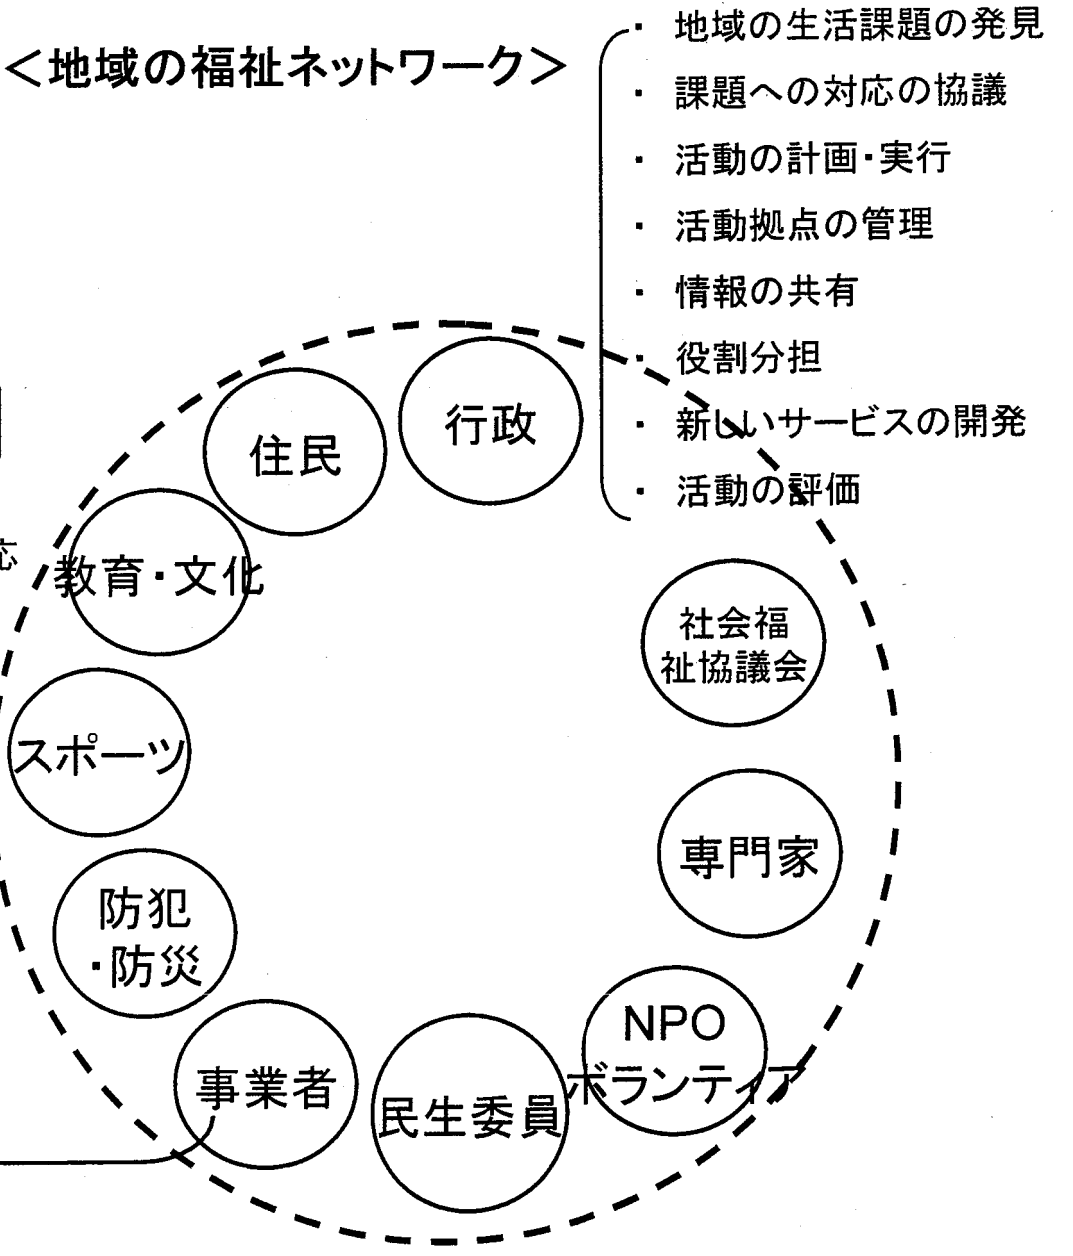 ＜地域の福祉ネットワーク＞
・ 地域の生活課題の発見
・ 課題への対応の協議
・ 活動の計画・実行
・ 活動拠点の管理
・ 情報の共有
・ 役割分担
・ 新しいサービスの開発
・ 活動の評価
行政
住民
応
教育・文化
社会福
祉協議会
スポーツ
専門家
防犯
・防災
NPO
ボランティア
事業者
民生委員